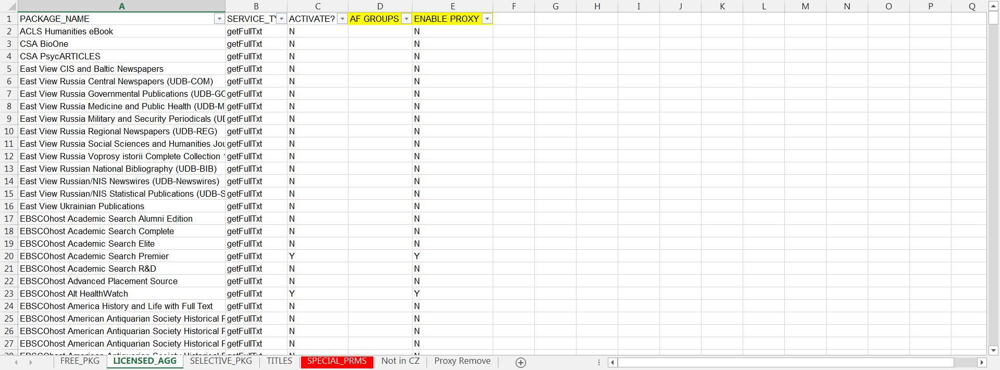 A B C D E F G H I J K L M N O P Q
1 PACKAGE_NAME SERVICE_TY ACTIVATE? AF GROUPS ENABLE PROXY
2 ACLS Humanities eBook getFullTxt N N
3 CSA BioOne getFullTxt N N
4 CSA PsycARTICLES getFullTxt N N
5 East View CIS and Baltic Newspapers getFullTxt N N
6 East View Russia Central Newspapers (UDB-COM) getFullTxt N N
7 East View Russia Governmental Publications (UDB-GO getFullTxt N N
8 East View Russia Medicine and Public Health (UDB-M getFullTxt N N
9 East View Russia Military and Security Periodicals (UD getFullTxt N N
10 East View Russia Regional Newspapers (UDB-REG) getFullTxt N N
11 East View Russia Social Sciences and Humanities Jou getFullTxt N N
12 East View Russia Voprosy istorii Complete Collection getFullTxt N N
13 East View Russian National Bibliography (UDB-BIB) getFullTxt N N
14 East View Russian/NIS Newswires (UDB-Newswires) getFullTxt N N
15 East View Russian/NIS Statistical Publications (UDB-S getFullTxt N N
16 East View Ukrainian Publications getFullTxt N N
17 EBSCOhost Academic Search Alumni Edition getFullTxt N N
18 EBSCOhost Academic Search Complete getFullTxt N N
19 EBSCOhost Academic Search Elite getFullTxt N N
20 EBSCOhost Academic Search Premier getFullTxt Y Y
21 EBSCOhost Academic Search R&D getFullTxt N N
22 EBSCOhost Advanced Placement Source getFullTxt N N
23 EBSCOhost Alt HealthWatch getFullTxt Y Y
24 EBSCOhost America History and Life with Full Text getFullTxt N N
25 EBSCOhost American Antiquarian Society Historical P getFullTxt N N
26 EBSCOhost American Antiquarian Society Historical P getFullTxt N N
27 EBSCOhost American Antiquarian Society Historical P getFullTxt N N
FREE_PKG LICENSED_AGG SELECTIVE_PKG TITLES SPECIAL_PRMS Not in CZ Proxy Remove